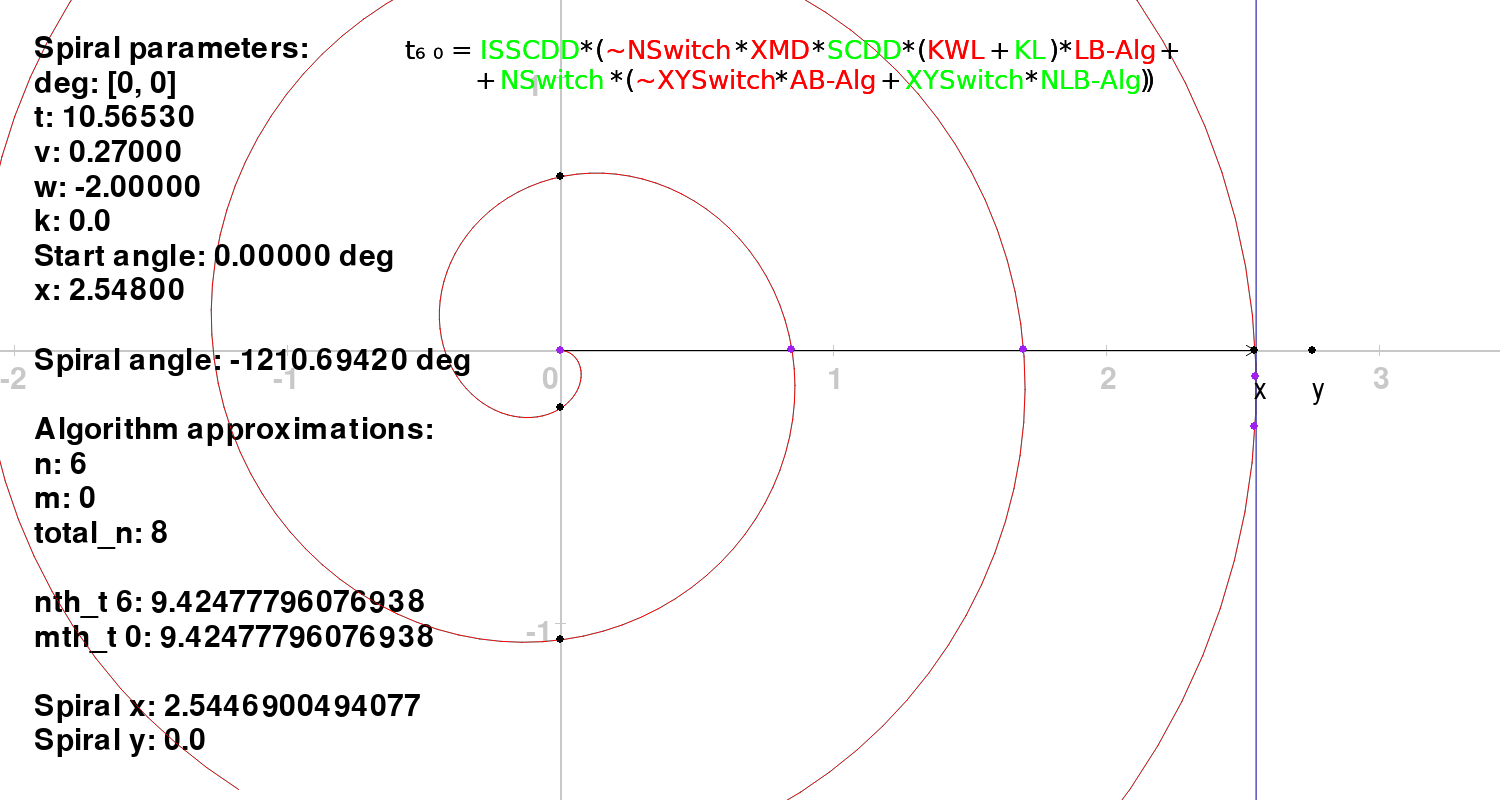 Spiral parameters:
deg: [0, 0]
t: 10.56530
v: 0.27000
w: -2.00000
k: 0.0
Start angle: 0.00000 deg
x: 2.54800
t₆ ₀ = ISSCDD*(~NSwitch*XMD*SCDD*(KWL+KL)*LB-Alg+
+NSwitch*(~XYSwitch*AB-Alg+XYSwitch*NLB-Alg))
1
Spiral angle: -1210.69420 deg
-2
-1
0
1
2
3
x
y
Algorithm approximations:
n: 6
m: 0
total_n: 8
nth_t 6: 9.42477796076938
mth_t 0: 9.42477796076938
-1
Spiral x: 2.5446900494077
Spiral y: 0.0